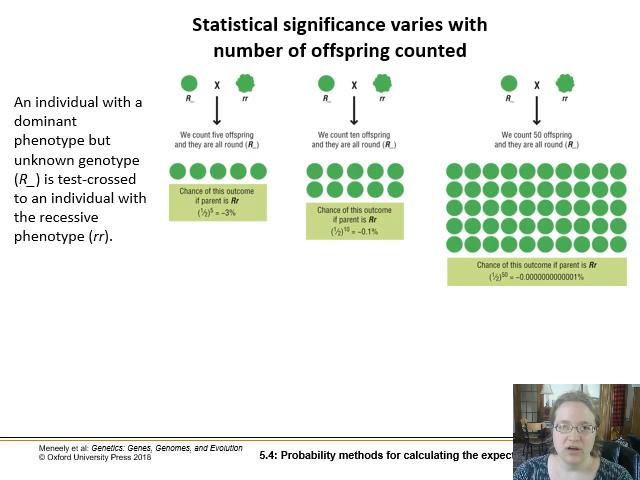 Statistical significance varies with
number of offspring counted
An individual with a
dominant
phenotype but
unknown genotype
(R_) is test-crossed
to an individual with
the recessive
phenotype (rr).
X
R_ rr
We count five offspring
and they are all round (R_)
Chance of this outcome
if parent is Rr
(½)⁵ = ~3%
X
R_ rr
We count ten offspring
and they are all round (R_)
Chance of this outcome
if parent is Rr
(½)¹⁰ = ~0.1%
X
R_ rr
We count 50 offspring
and they are all round (R_)
Chance of this outcome if parent is Rr
(½)⁵⁰ = ~0.0000000000001%
Meneely et al: Genetics: Genes, Genomes, and Evolution
© Oxford University Press 2018
5.4: Probability methods for calculating the expect